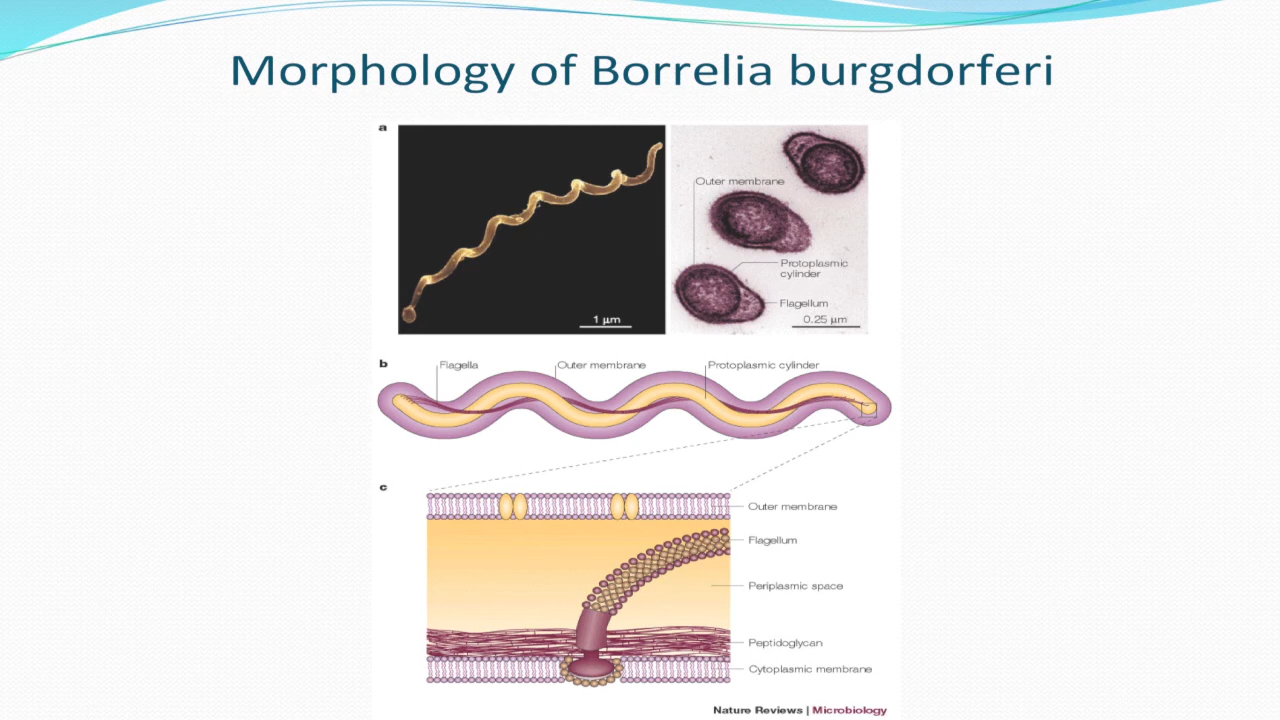 Morphology of Borrelia burgdorferi
a
Outer membrane
Protoplasmic
cylinder
Flagellum
1 µm
0.25 µm
b
Flagella
Outer membrane
Protoplasmic cylinder
c
Outer membrane
Flagellum
Periplasmic space
Peptidoglycan
Cytoplasmic membrane
Nature Reviews | Microbiology